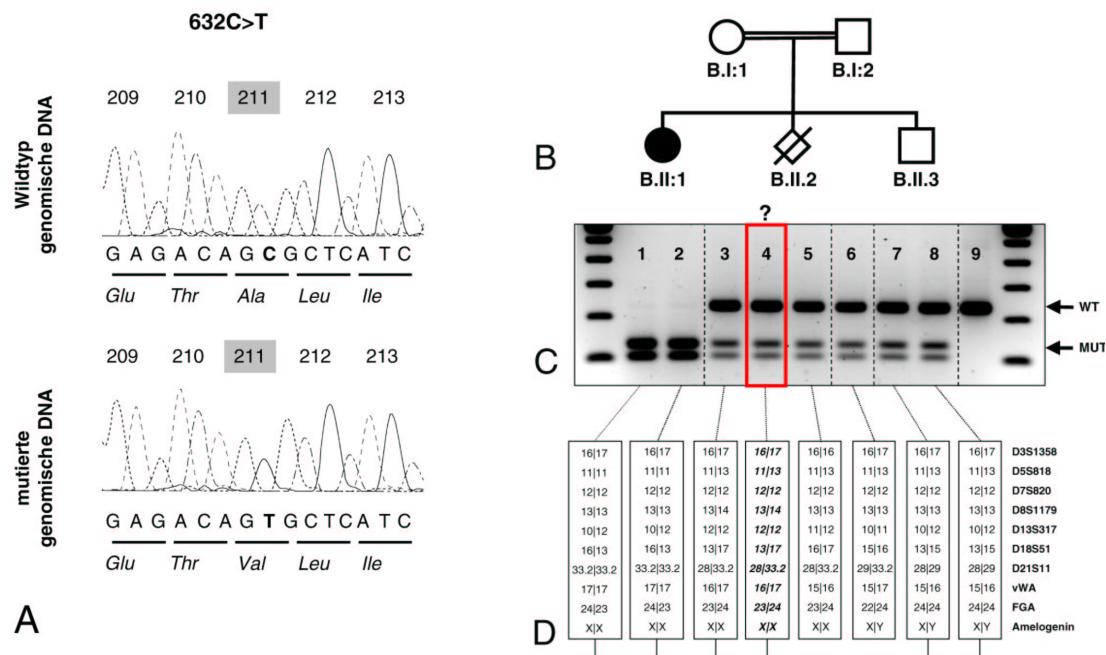 632C>T
Wildtyp
genomische DNA
209 210 211 212 213
G A G A C A G C G C T C A T C
Glu Thr Ala Leu Ile
mutierte
genomische DNA
209 210 211 212 213
G A G A C A G T G C T C A T C
Glu Thr Val Leu Ile
A
B.I:1 B.I:2
B
B.II:1 B.II.2 B.II.3
?
1 2 3 4 5 6 7 8 9
WT
MUT
C
16|17 16|17 16|17 16|17 16|16 16|17 16|17 16|17 D3S1358
11|11 11|11 11|13 11|13 11|13 11|13 11|13 11|13 D5S818
12|12 12|12 12|12 12|12 12|12 12|12 12|12 12|12 D7S820
13|13 13|13 13|14 13|14 13|13 13|13 13|13 13|13 D8S1179
10|12 10|12 12|12 12|12 11|12 10|11 10|12 10|12 D13S317
16|13 16|13 13|17 13|17 16|17 15|16 13|15 13|15 D18S51
33.2|33.2 33.2|33.2 28|33.2 28|33.2 28|33.2 29|33.2 28|29 28|29 D21S11
17|17 17|17 16|17 16|17 15|16 15|17 15|16 15|16 vWA
24|23 24|23 23|24 23|24 23|24 22|24 24|24 24|24 FGA
X|X X|X X|X X|X X|X X|Y X|Y X|Y Amelogenin
D